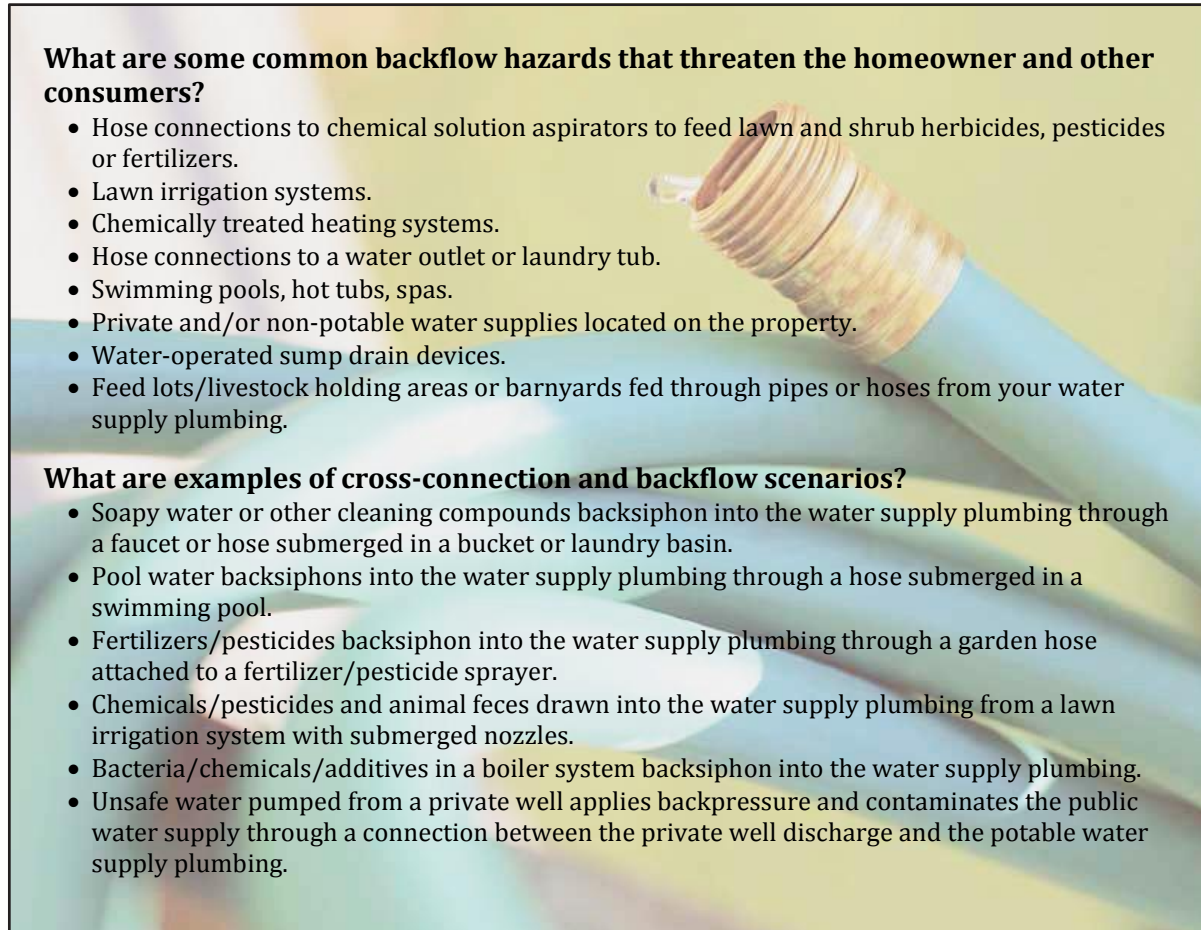 What are some common backflow hazards that threaten the homeowner and other
consumers?
• Hose connections to chemical solution aspirators to feed lawn and shrub herbicides, pesticides
or fertilizers.
• Lawn irrigation systems.
• Chemically treated heating systems.
• Hose connections to a water outlet or laundry tub.
• Swimming pools, hot tubs, spas.
• Private and/or non-potable water supplies located on the property.
• Water-operated sump drain devices.
• Feed lots/livestock holding areas or barnyards fed through pipes or hoses from your water
supply plumbing.
What are examples of cross-connection and backflow scenarios?
• Soapy water or other cleaning compounds backsiphon into the water supply plumbing through
a faucet or hose submerged in a bucket or laundry basin.
• Pool water backsiphons into the water supply plumbing through a hose submerged in a
swimming pool.
• Fertilizers/pesticides backsiphon into the water supply plumbing through a garden hose
attached to a fertilizer/pesticide sprayer.
• Chemicals/pesticides and animal feces drawn into the water supply plumbing from a lawn
irrigation system with submerged nozzles.
• Bacteria/chemicals/additives in a boiler system backsiphon into the water supply plumbing.
• Unsafe water pumped from a private well applies backpressure and contaminates the public
water supply through a connection between the private well discharge and the potable water
supply plumbing.